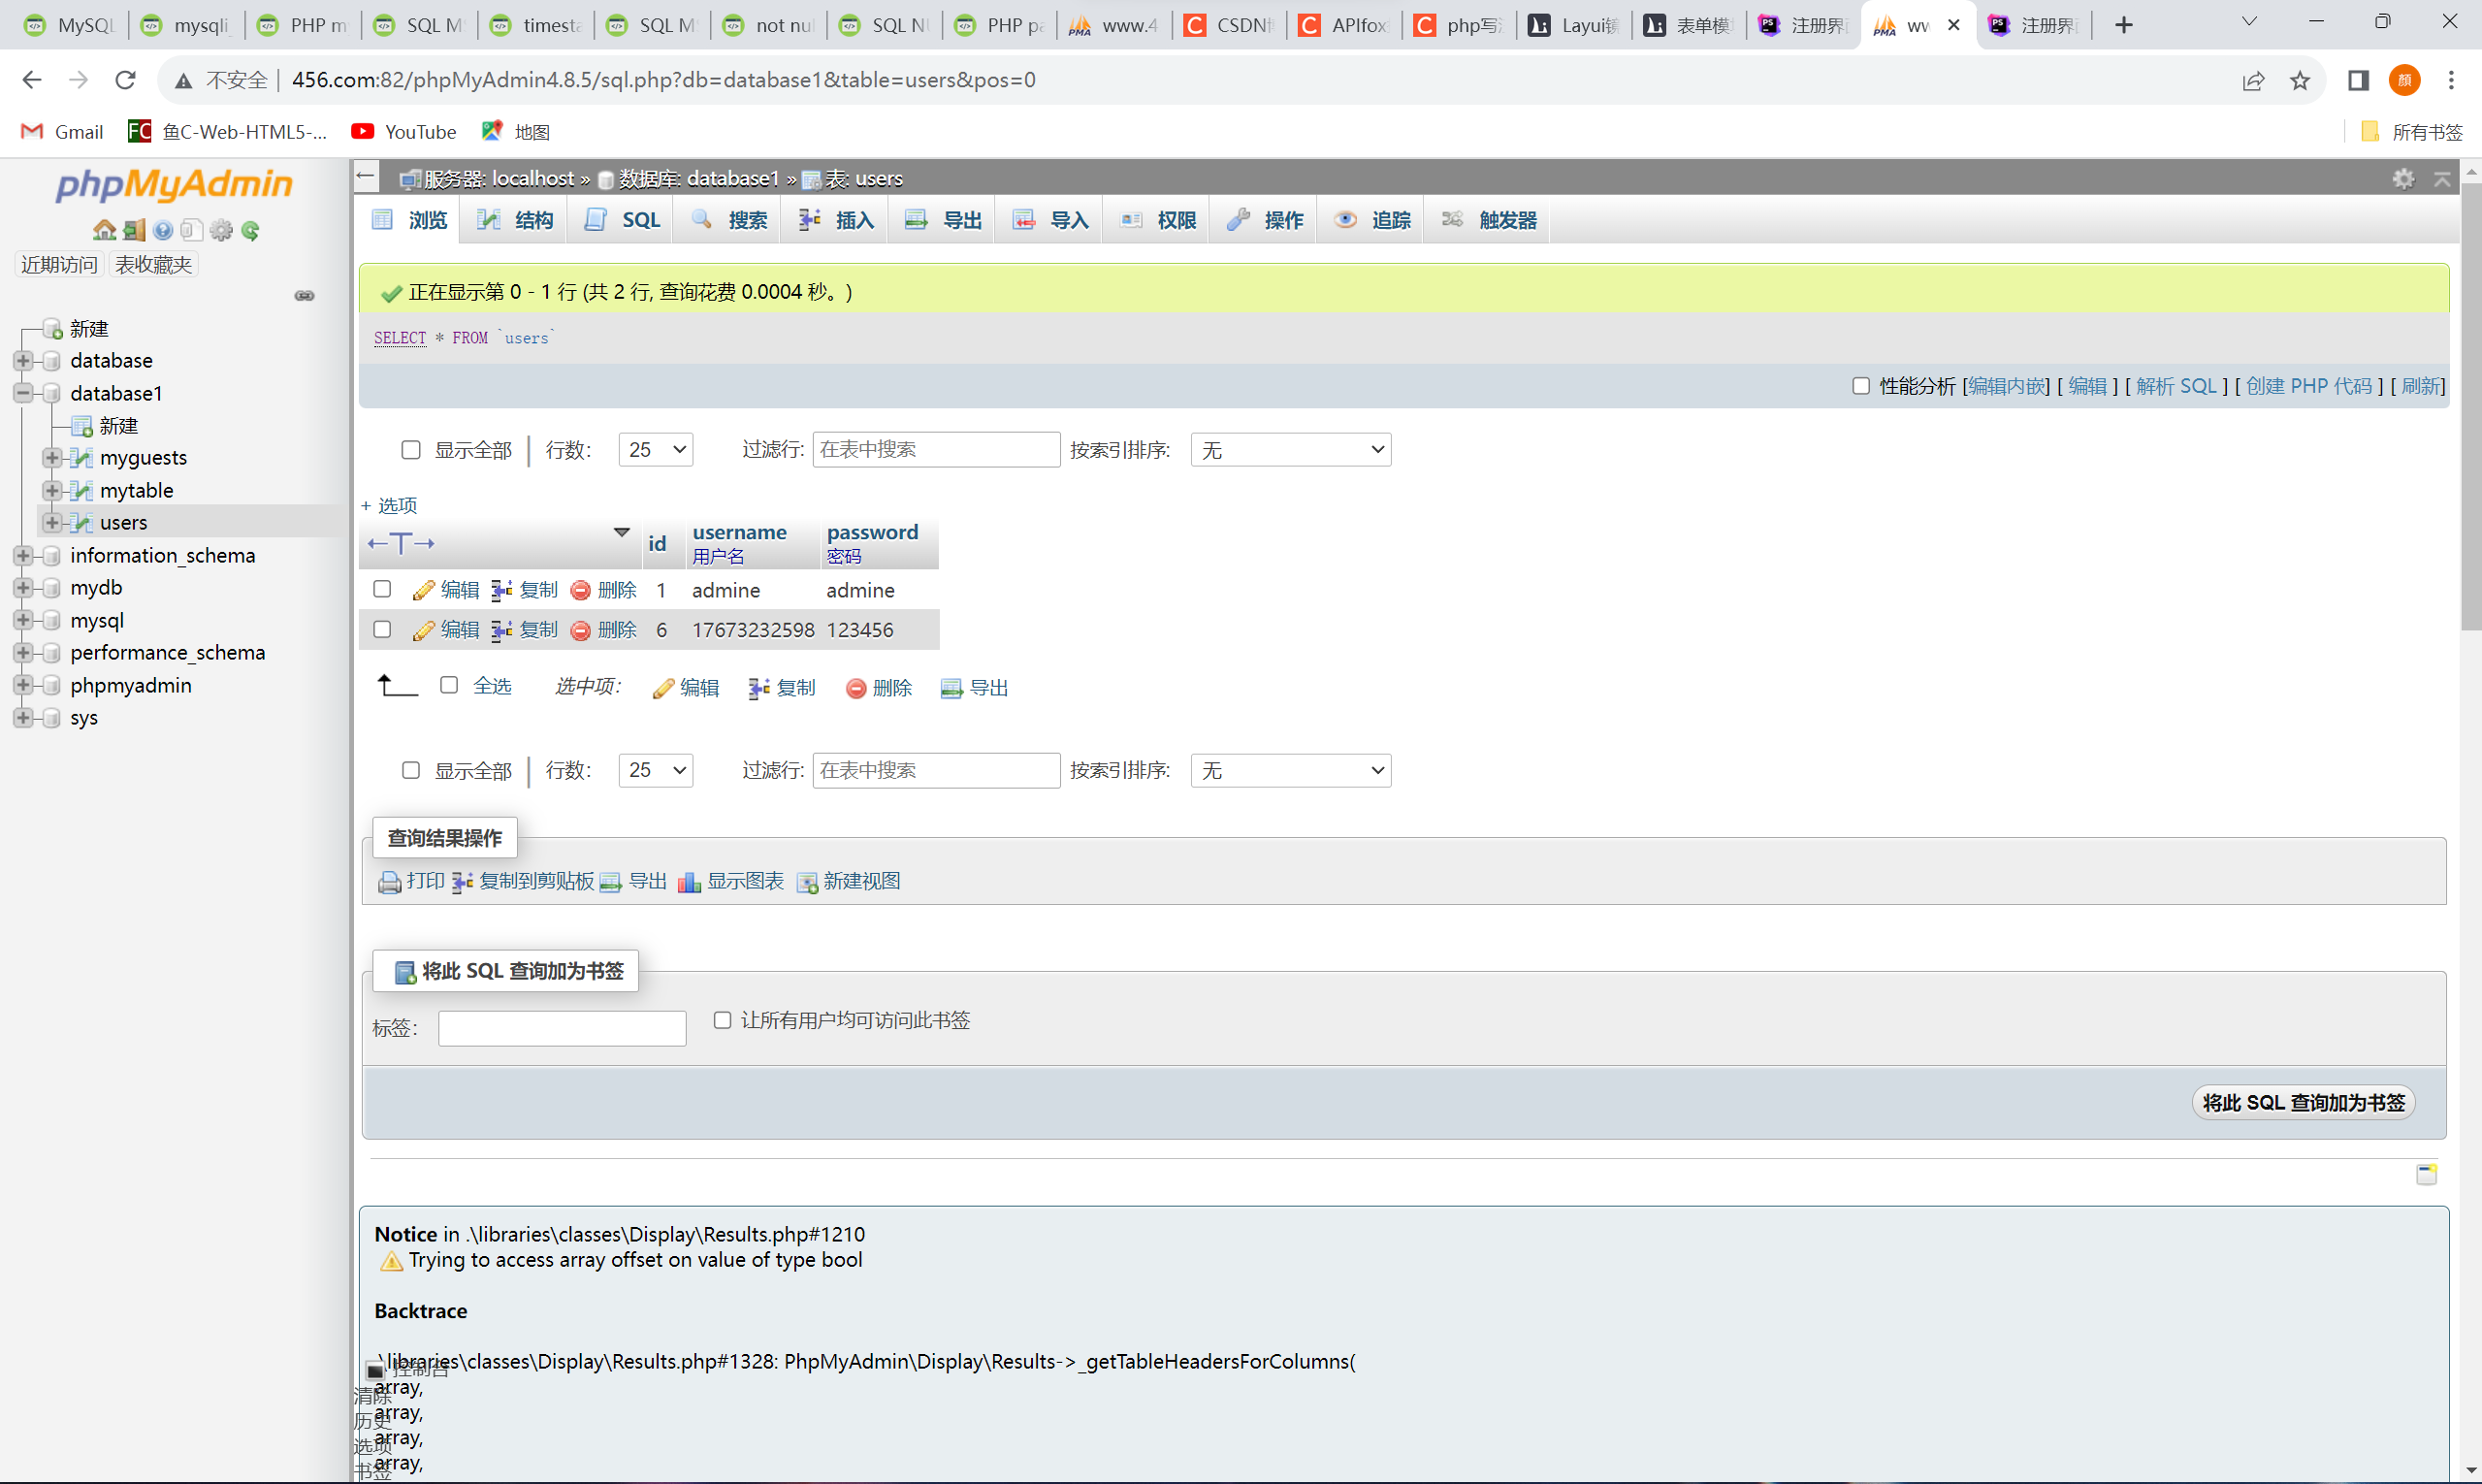 MySQL mysqli PHP m SQL M timesta SQL M not nu SQL N PHP pa www.4 CSDN APIfox php写 Layui 表单模 注册界 ww 注册界
不安全 456.com:82/phpMyAdmin4.8.5/sql.php?db=database1&table=users&pos=0
Gmail 鱼C-Web-HTML5-... YouTube 地图 所有书签
phpMyAdmin
近期访问 表收藏夹
新建
database
database1
新建
myguests
mytable
users
information_schema
mydb
mysql
performance_schema
phpmyadmin
sys
服务器: localhost » 数据库: database1 » 表: users
浏览 结构 SQL 搜索 插入 导出 导入 权限 操作 追踪 触发器
正在显示第 0 - 1 行 (共 2 行, 查询花费 0.0004 秒。)
SELECT * FROM `users`
性能分析 [编辑内嵌] [ 编辑 ] [ 解析 SQL ] [ 创建 PHP 代码 ] [ 刷新]
显示全部 行数: 25 过滤行: 在表中搜索 按索引排序: 无
+ 选项
←T→ id username password
用户名 密码
编辑 复制 删除 1 admine admine
编辑 复制 删除 6 17673232598 123456
全选 选中项: 编辑 复制 删除 导出
显示全部 行数: 25 过滤行: 在表中搜索 按索引排序: 无
查询结果操作
打印 复制到剪贴板 导出 显示图表 新建视图
将此 SQL 查询加为书签
标签: 让所有用户均可访问此书签
将此 SQL 查询加为书签
Notice in .\libraries\classes\Display\Results.php#1210
Trying to access array offset on value of type bool
Backtrace
.\libraries\classes\Display\Results.php#1328: PhpMyAdmin\Display\Results->_getTableHeadersForColumns(
控制台
array,
清除
array,
历史
array,
选项
array,
书签